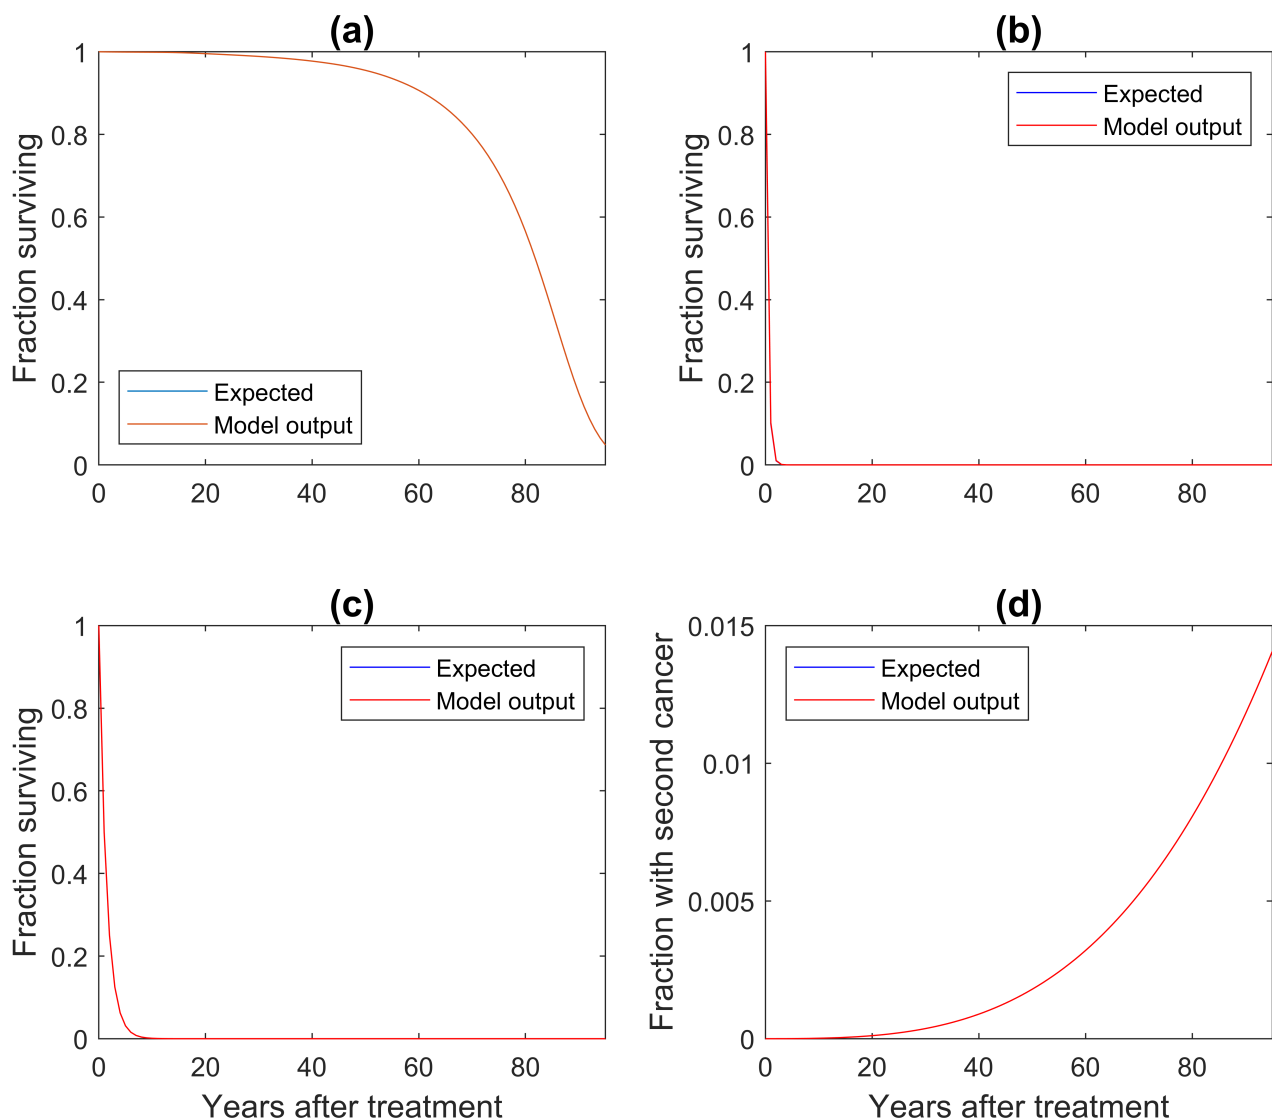 (a)
1
0.8
0.6
0.4
0.2
0
Fraction surviving
Expected
Model output
0 20 40 60 80
(b)
1
0.8
0.6
0.4
0.2
0
Fraction surviving
Expected
Model output
0 20 40 60 80
(c)
1
0.8
0.6
0.4
0.2
0
Fraction surviving
Expected
Model output
0 20 40 60 80
Years after treatment
(d)
0.015
0.01
0.005
0
Fraction with second cancer
Expected
Model output
0 20 40 60 80
Years after treatment